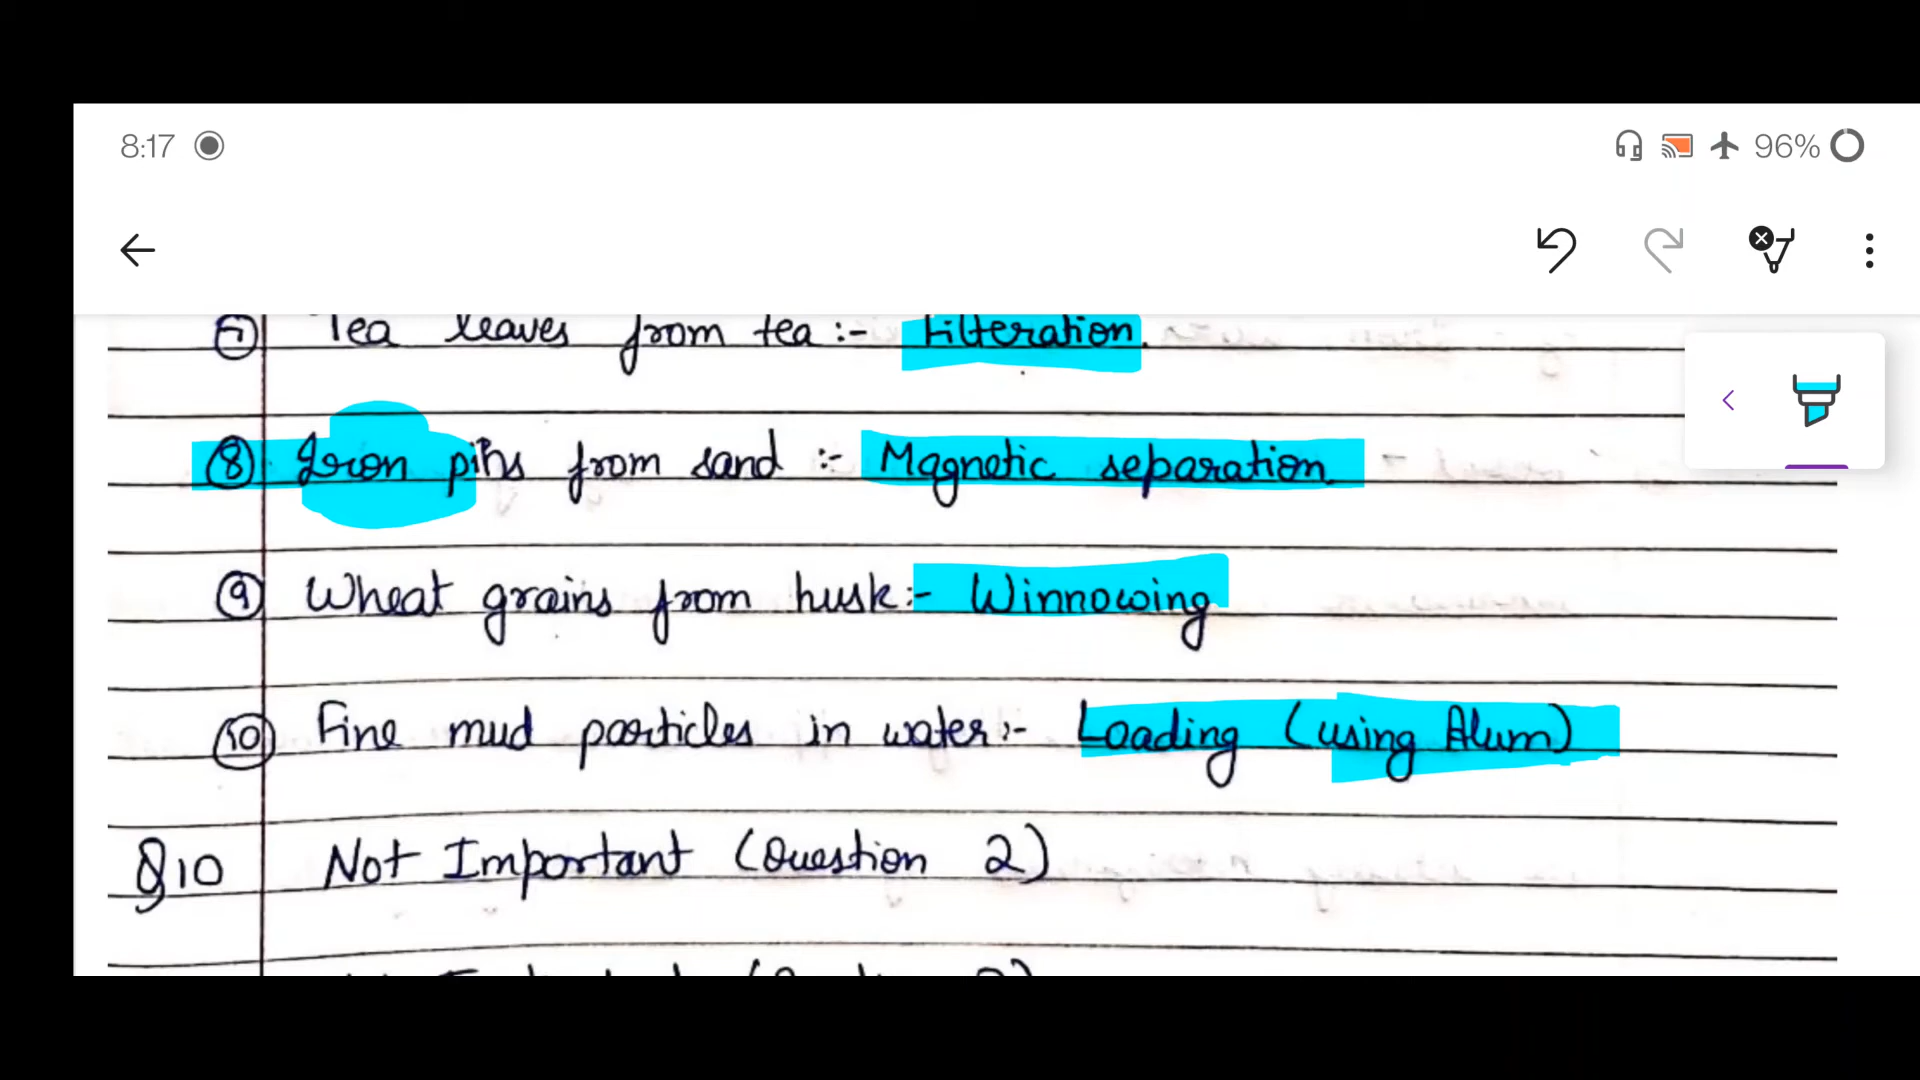 8:17 96%
7 Tea leaves from tea :- Filteration.
8 Iron pins from sand :- Magnetic separation.
9 Wheat grains from husk :- Winnowing
10 Fine mud particles in water :- Loading (using Alum)
Q10 Not Important (Question 2)